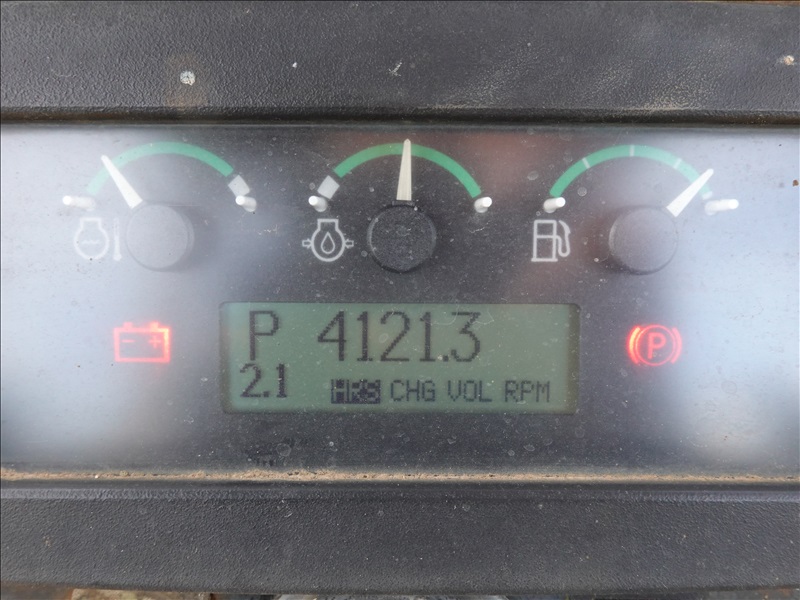 P 4121.3
2.1 HRS CHG VOL RPM
P